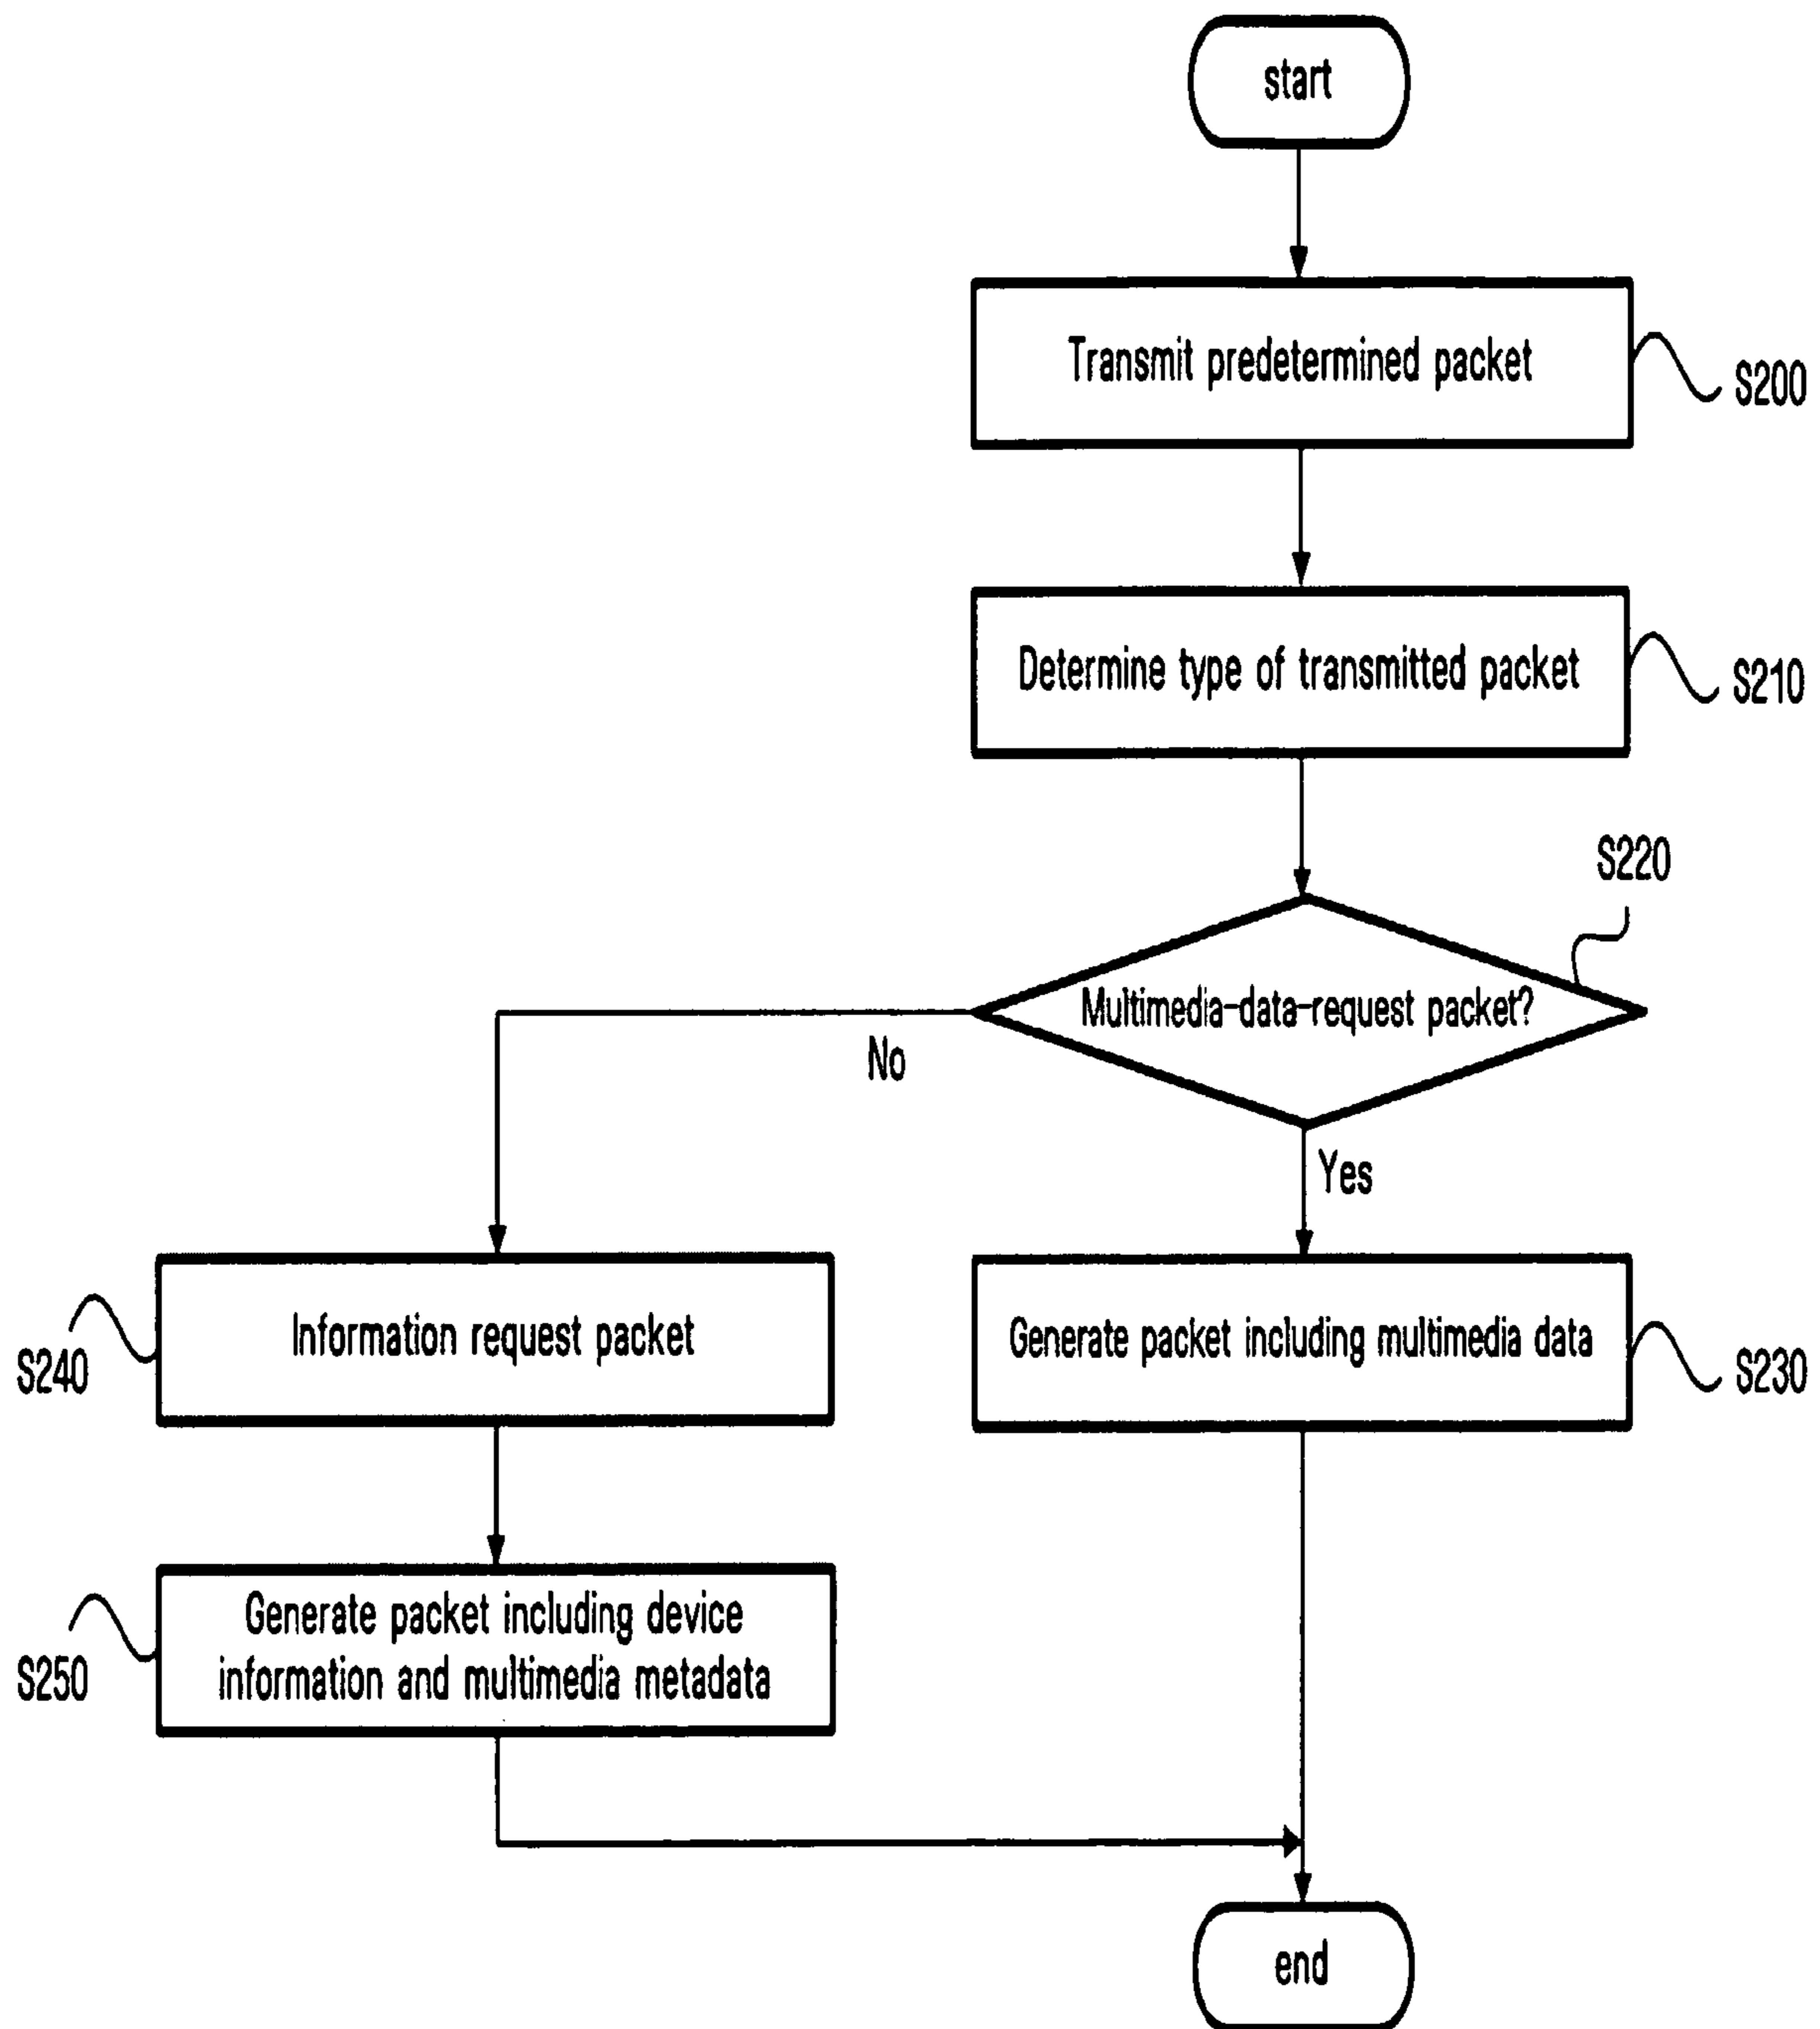 start
Transmit predetermined packet
S200
Determine type of transmitted packet
S210
S220
Multimedia-data-request packet?
No
Yes
S240
Information request packet
Generate packet including multimedia data
S230
S250
Generate packet including device
information and multimedia metadata
end